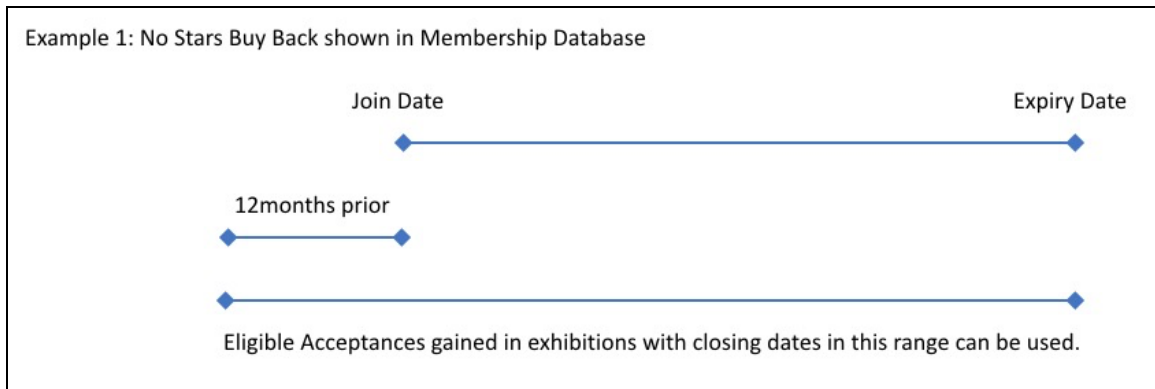 Example 1: No Stars Buy Back shown in Membership Database
Join Date
Expiry Date
12months prior
Eligible Acceptances gained in exhibitions with closing dates in this range can be used.